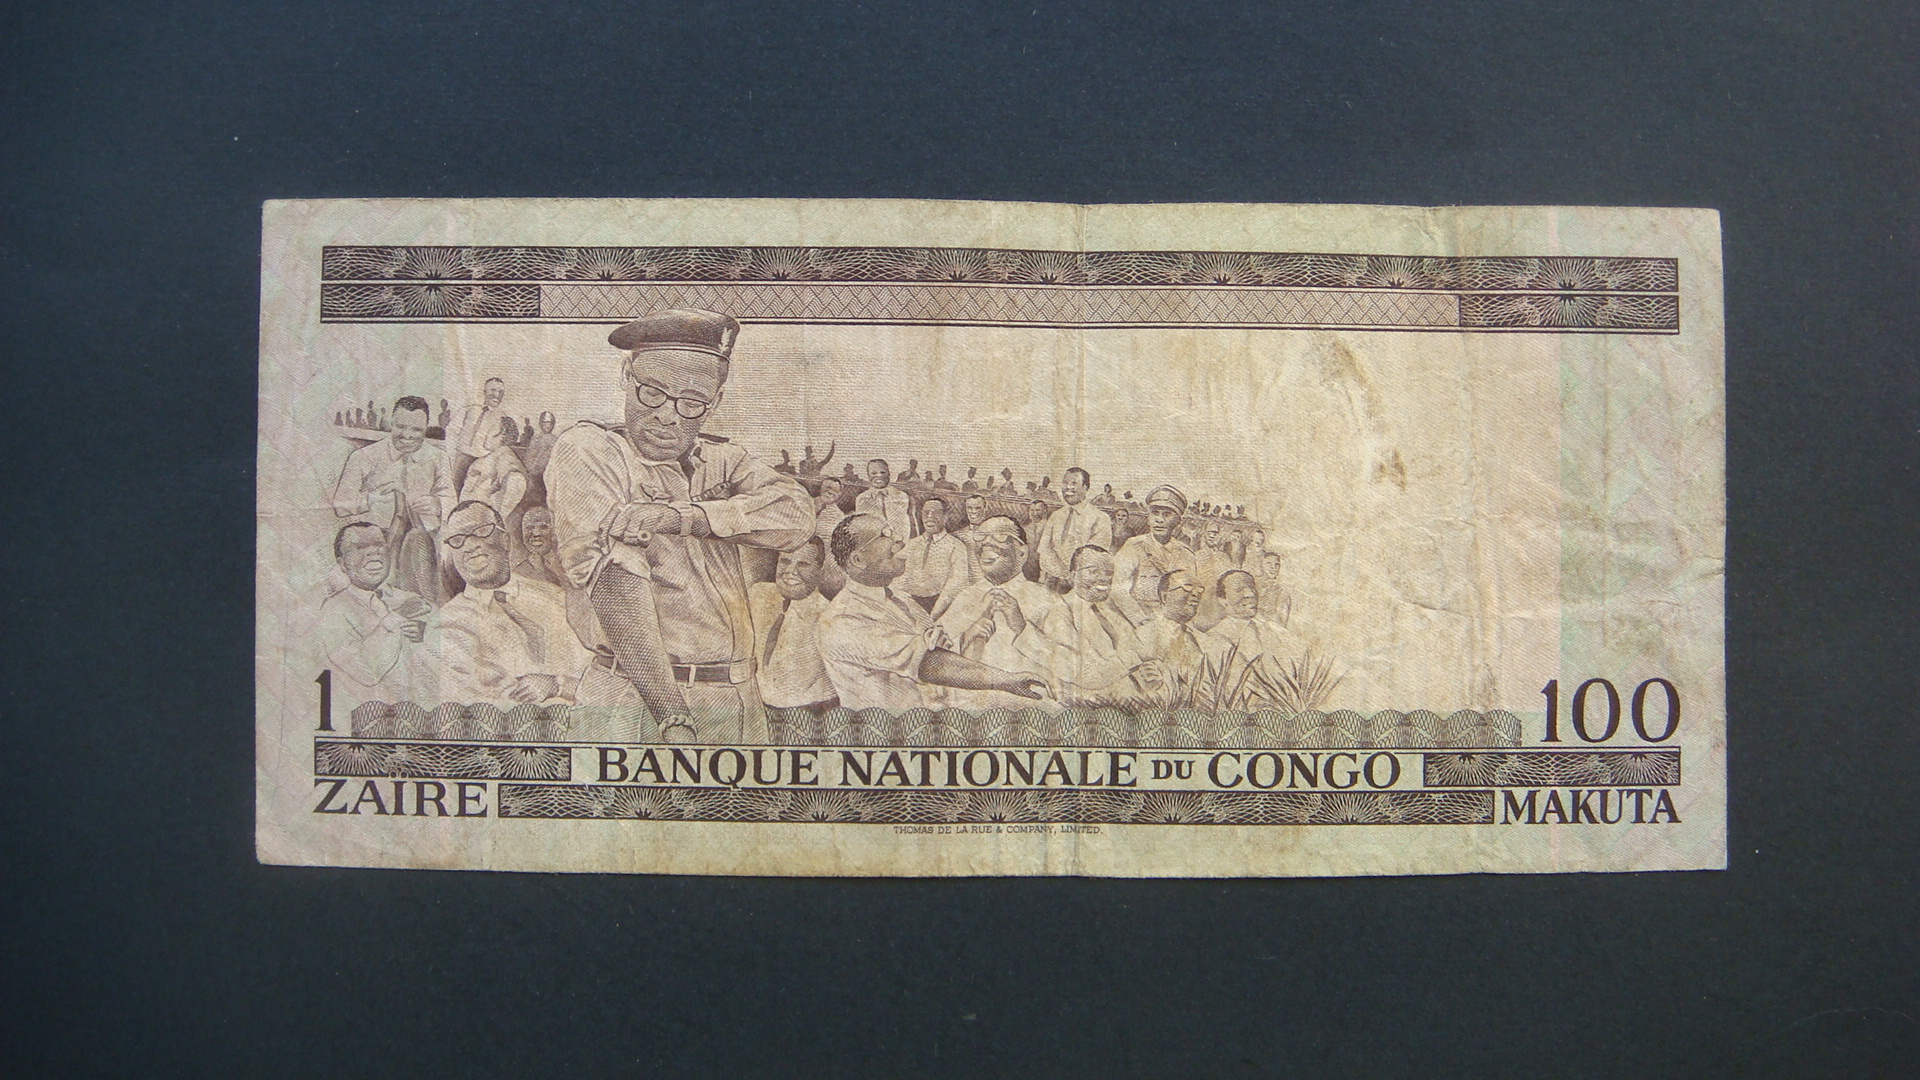 1
100
BANQUE NATIONALE DU CONGO
ZAÏRE
MAKUTA
THOMAS DE LA RUE & COMPANY, LIMITED.